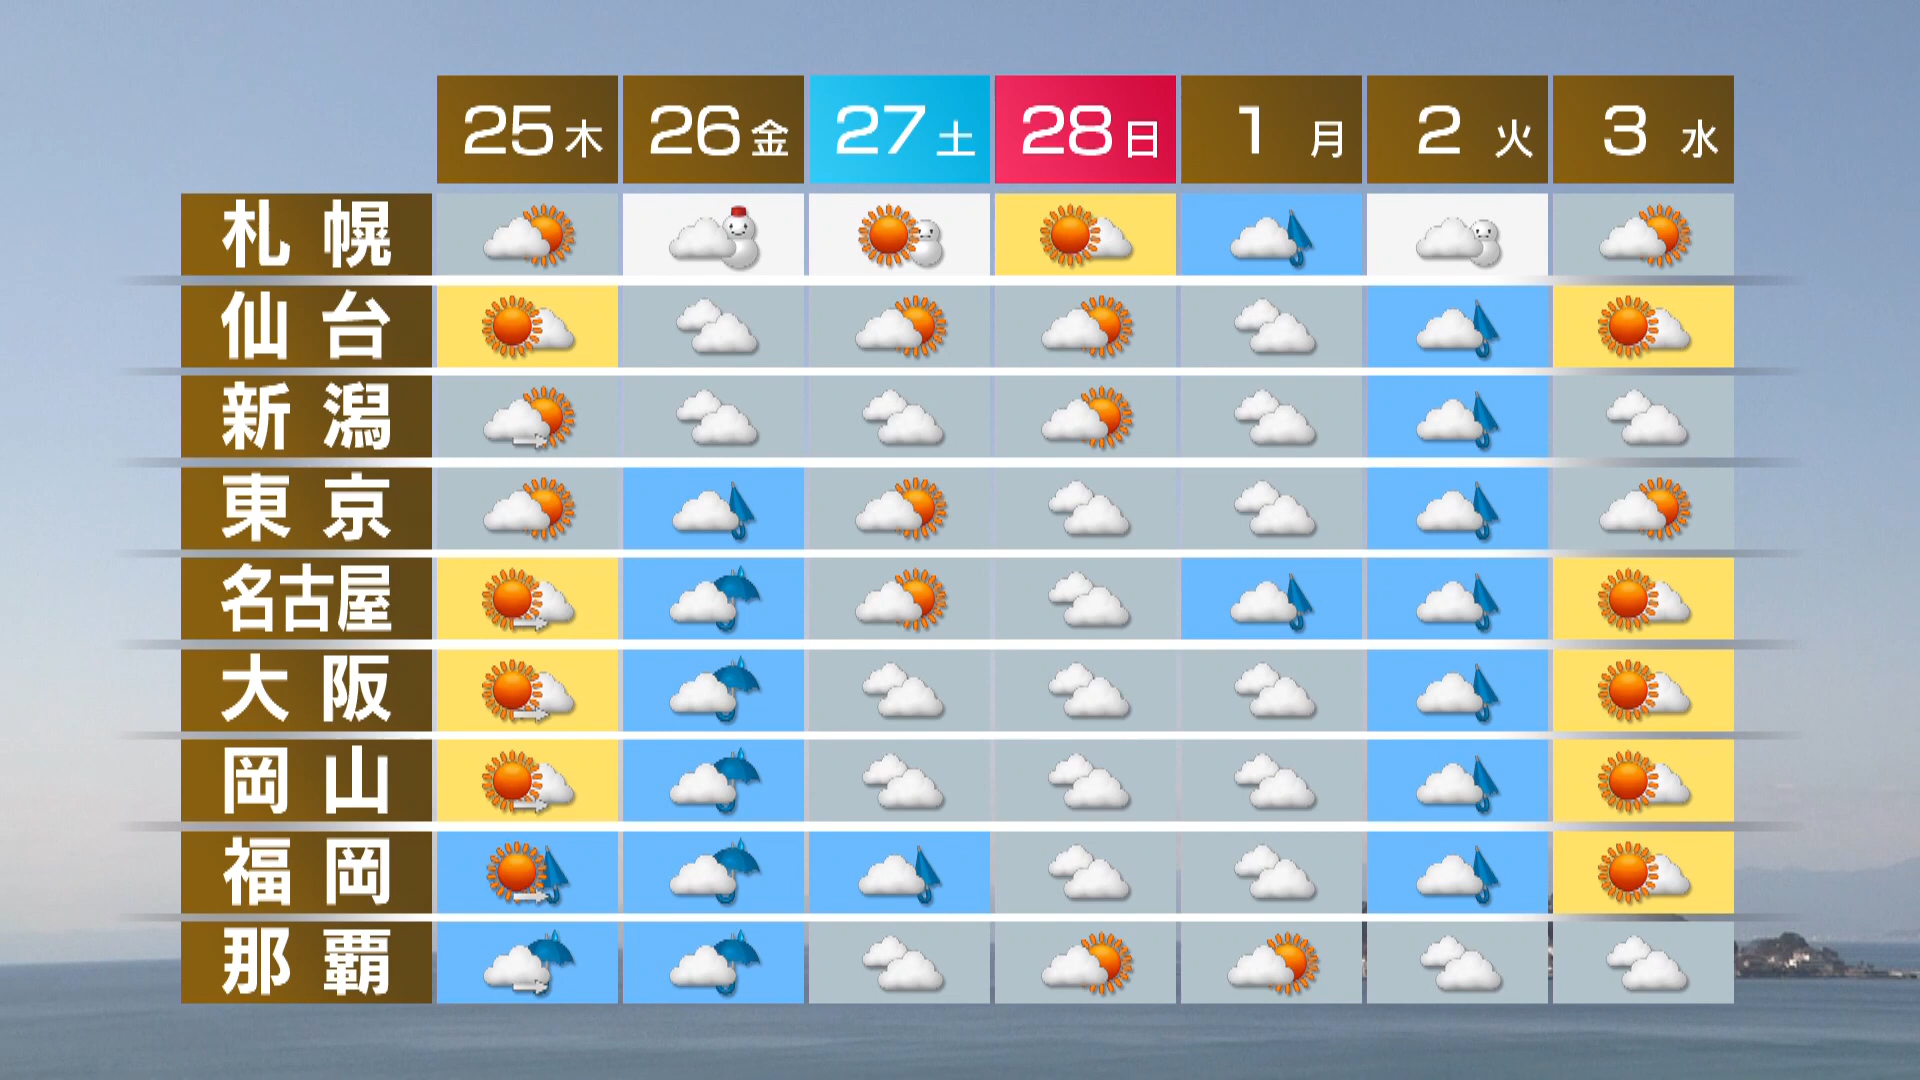 25木 26金 27土 28日 1月 2火 3水
札幌
仙台
新潟
東京
名古屋
大阪
岡山
福岡
那覇